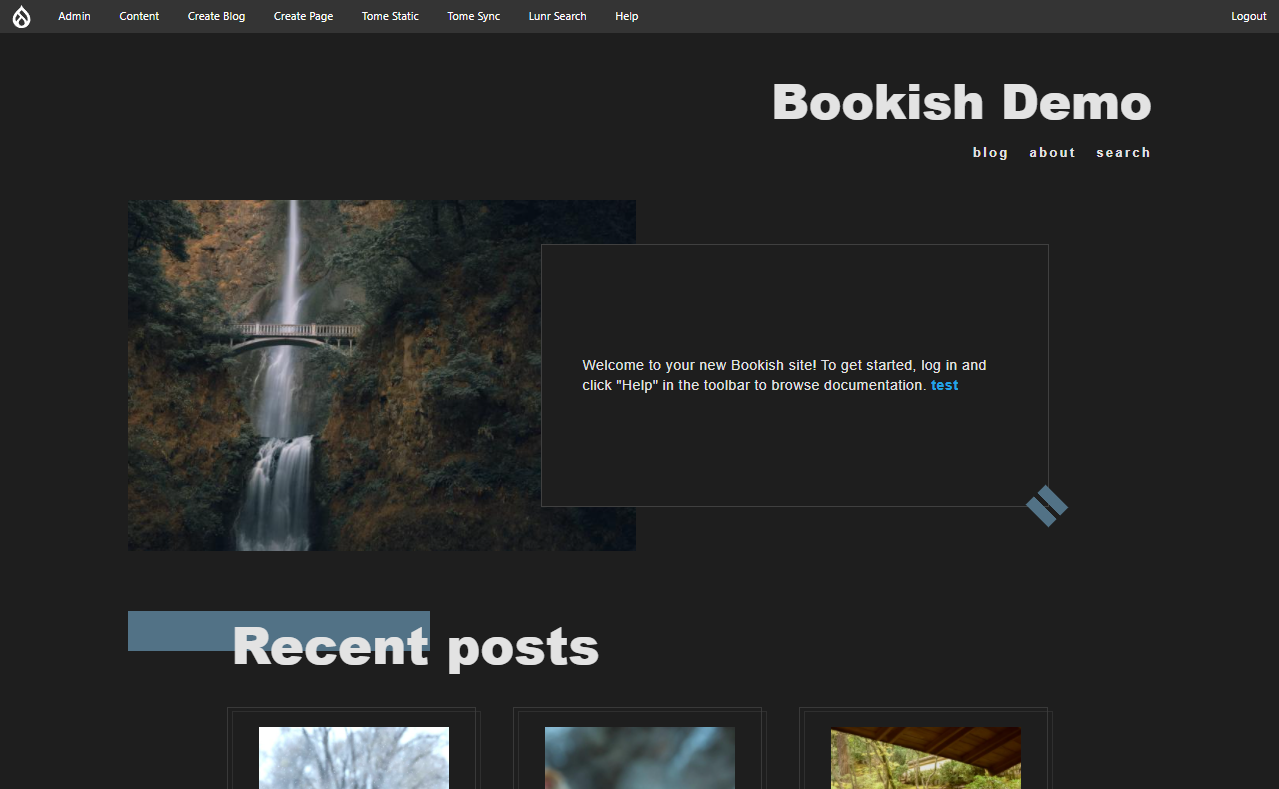 Admin Content Create Blog Create Page Tome Static Tome Sync Lunr Search Help Logout
Bookish Demo
blog about search
Welcome to your new Bookish site! To get started, log in and
click "Help" in the toolbar to browse documentation. test
Recent posts